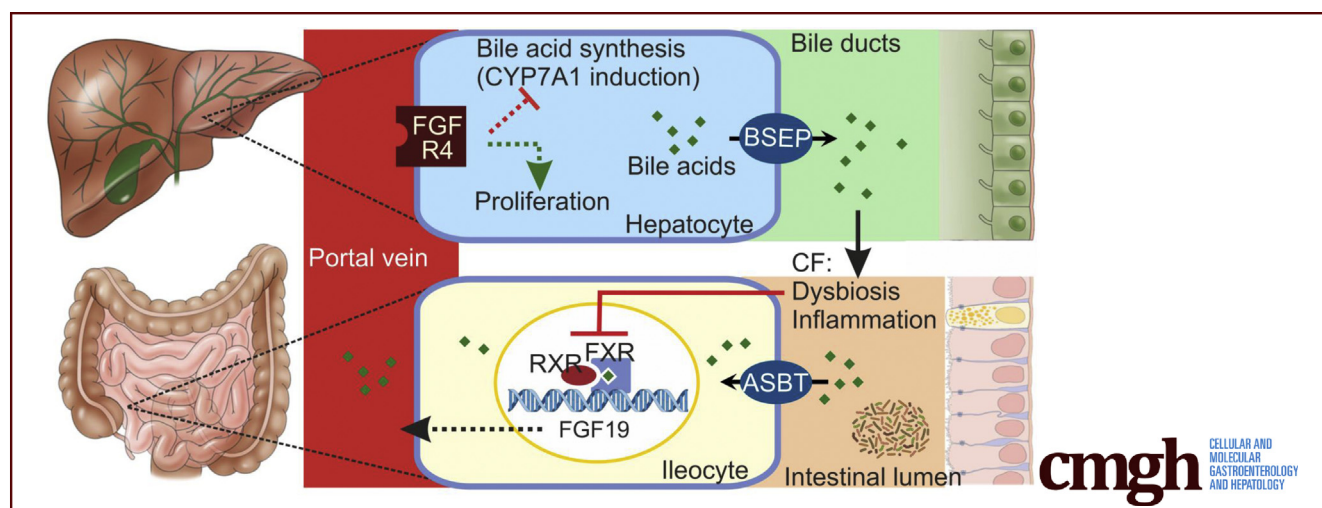 Bile acid synthesis
(CYP7A1 induction)
Bile ducts
FGF
R4
BSEP
Bile acids
Proliferation
Hepatocyte
Portal vein
CF:
Dysbiosis
Inflammation
FXR
RXR
ASBT
FGF19
Ileocyte
Intestinal lumen
cmgh
CELLULAR AND
MOLECULAR
GASTROENTEROLOGY
AND HEPATOLOGY